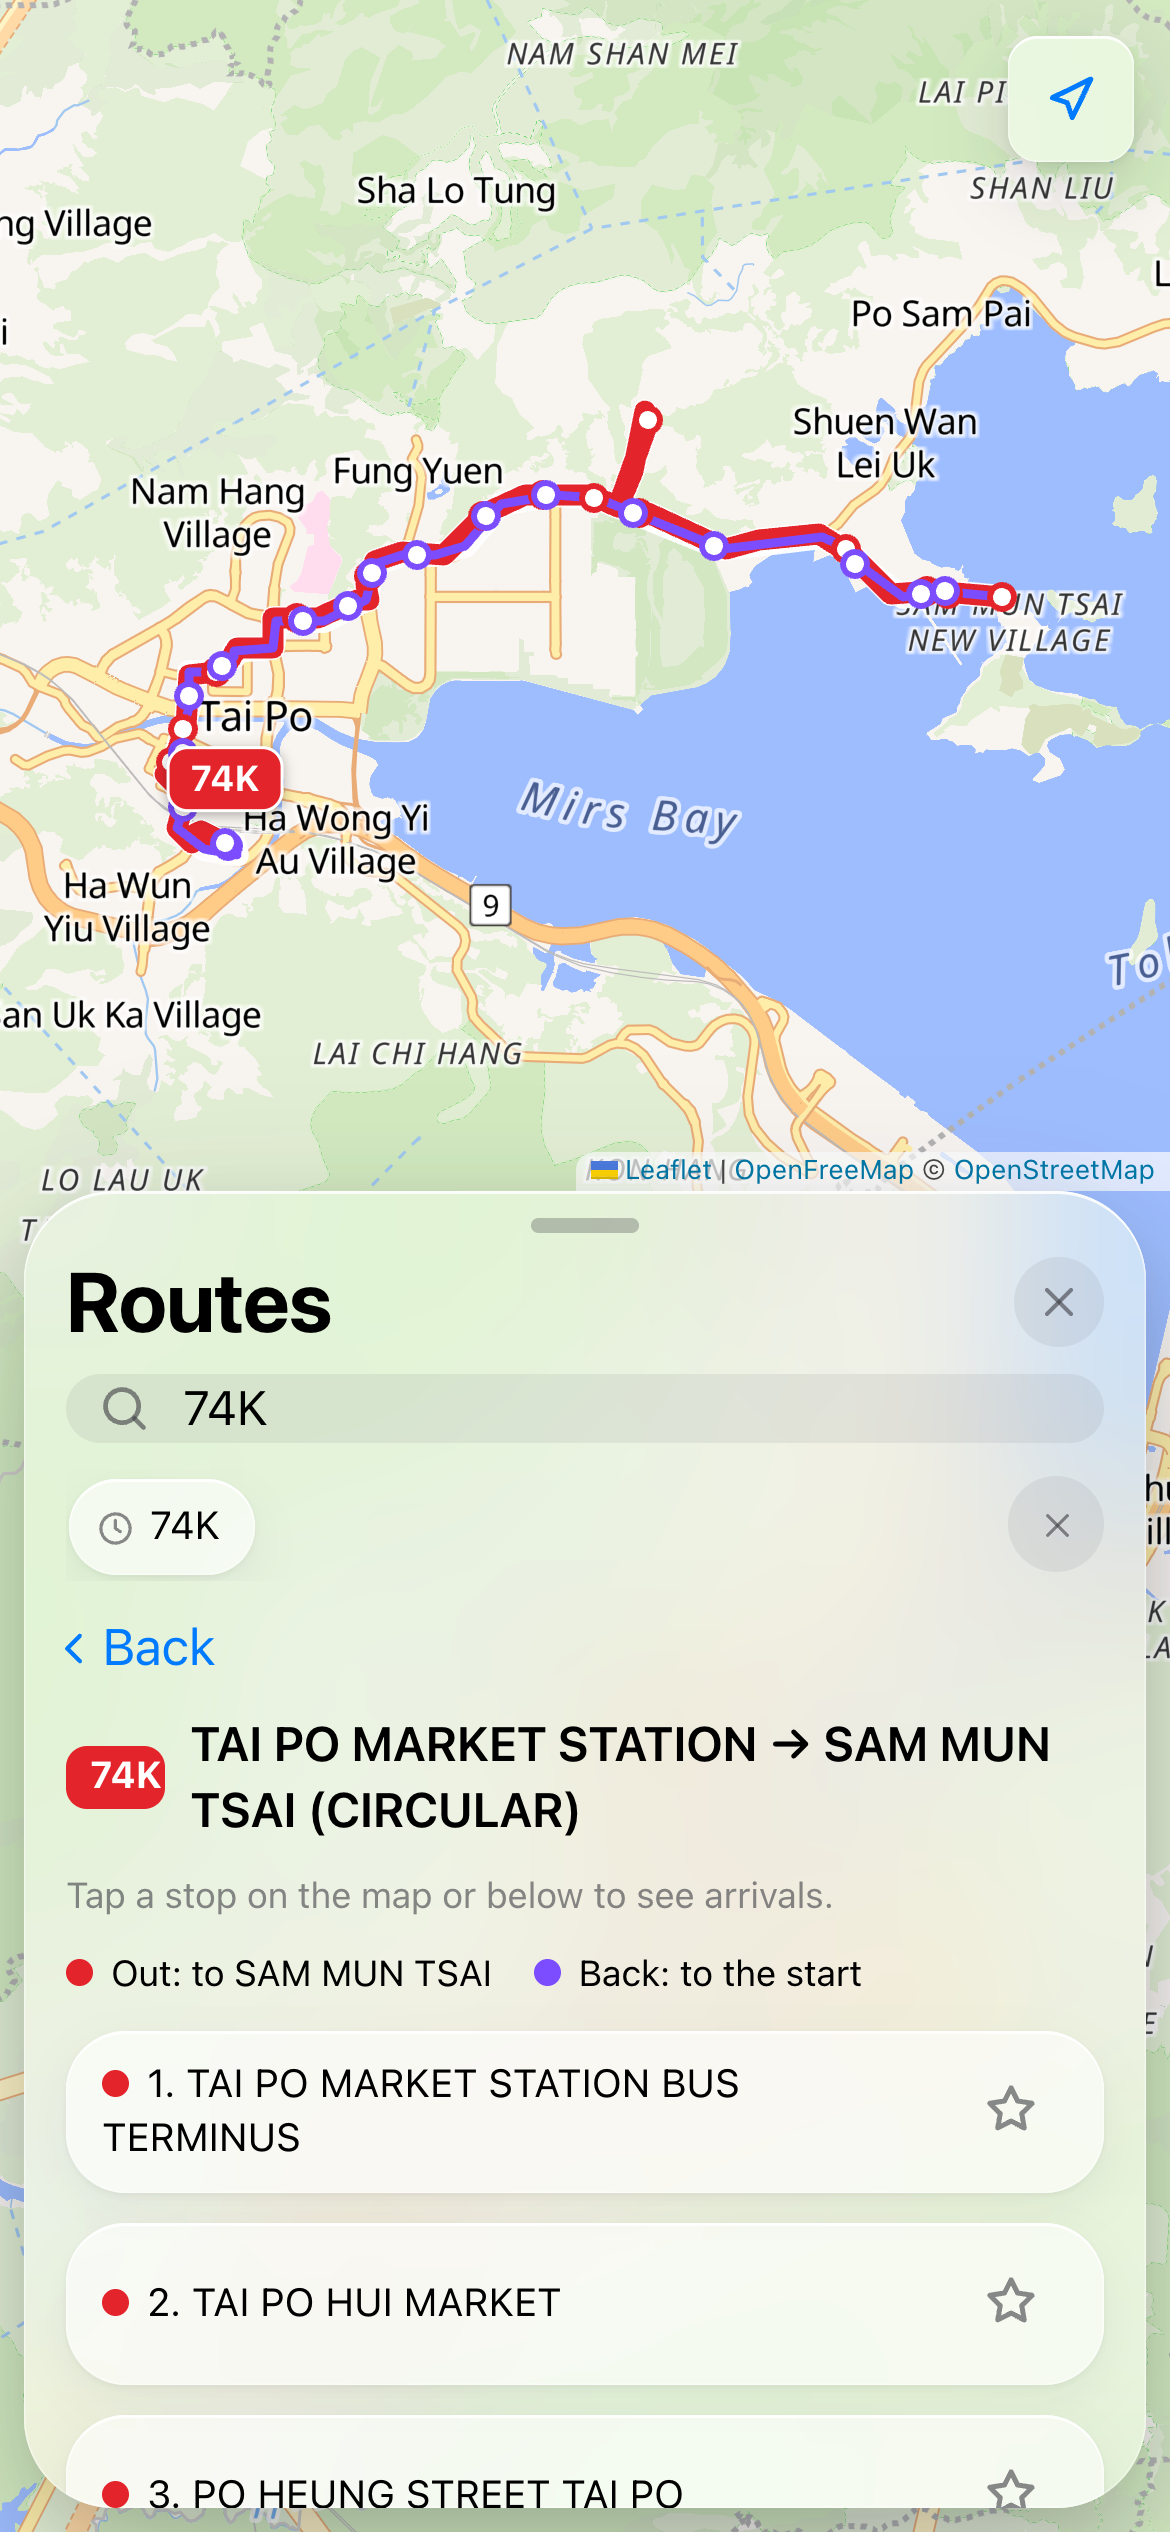 NAM SHAN MEI
LAI PI
SHAN LIU
Sha Lo Tung
ng Village
Po Sam Pai
Shuen Wan
Lei Uk
Fung Yuen
Nam Hang
Village
SAM MUN TSAI
NEW VILLAGE
Tai Po
74K
Ha Wong Yi
Au Village
Mirs Bay
Ha Wun
Yiu Village
9
an Uk Ka Village
LAI CHI HANG
LO LAU UK
Leaflet | OpenFreeMap © OpenStreetMap
Routes
74K
74K
Back
74K
TAI PO MARKET STATION → SAM MUN
TSAI (CIRCULAR)
Tap a stop on the map or below to see arrivals.
Out: to SAM MUN TSAI
Back: to the start
1. TAI PO MARKET STATION BUS
TERMINUS
2. TAI PO HUI MARKET
3. PO HEUNG STREET TAI PO